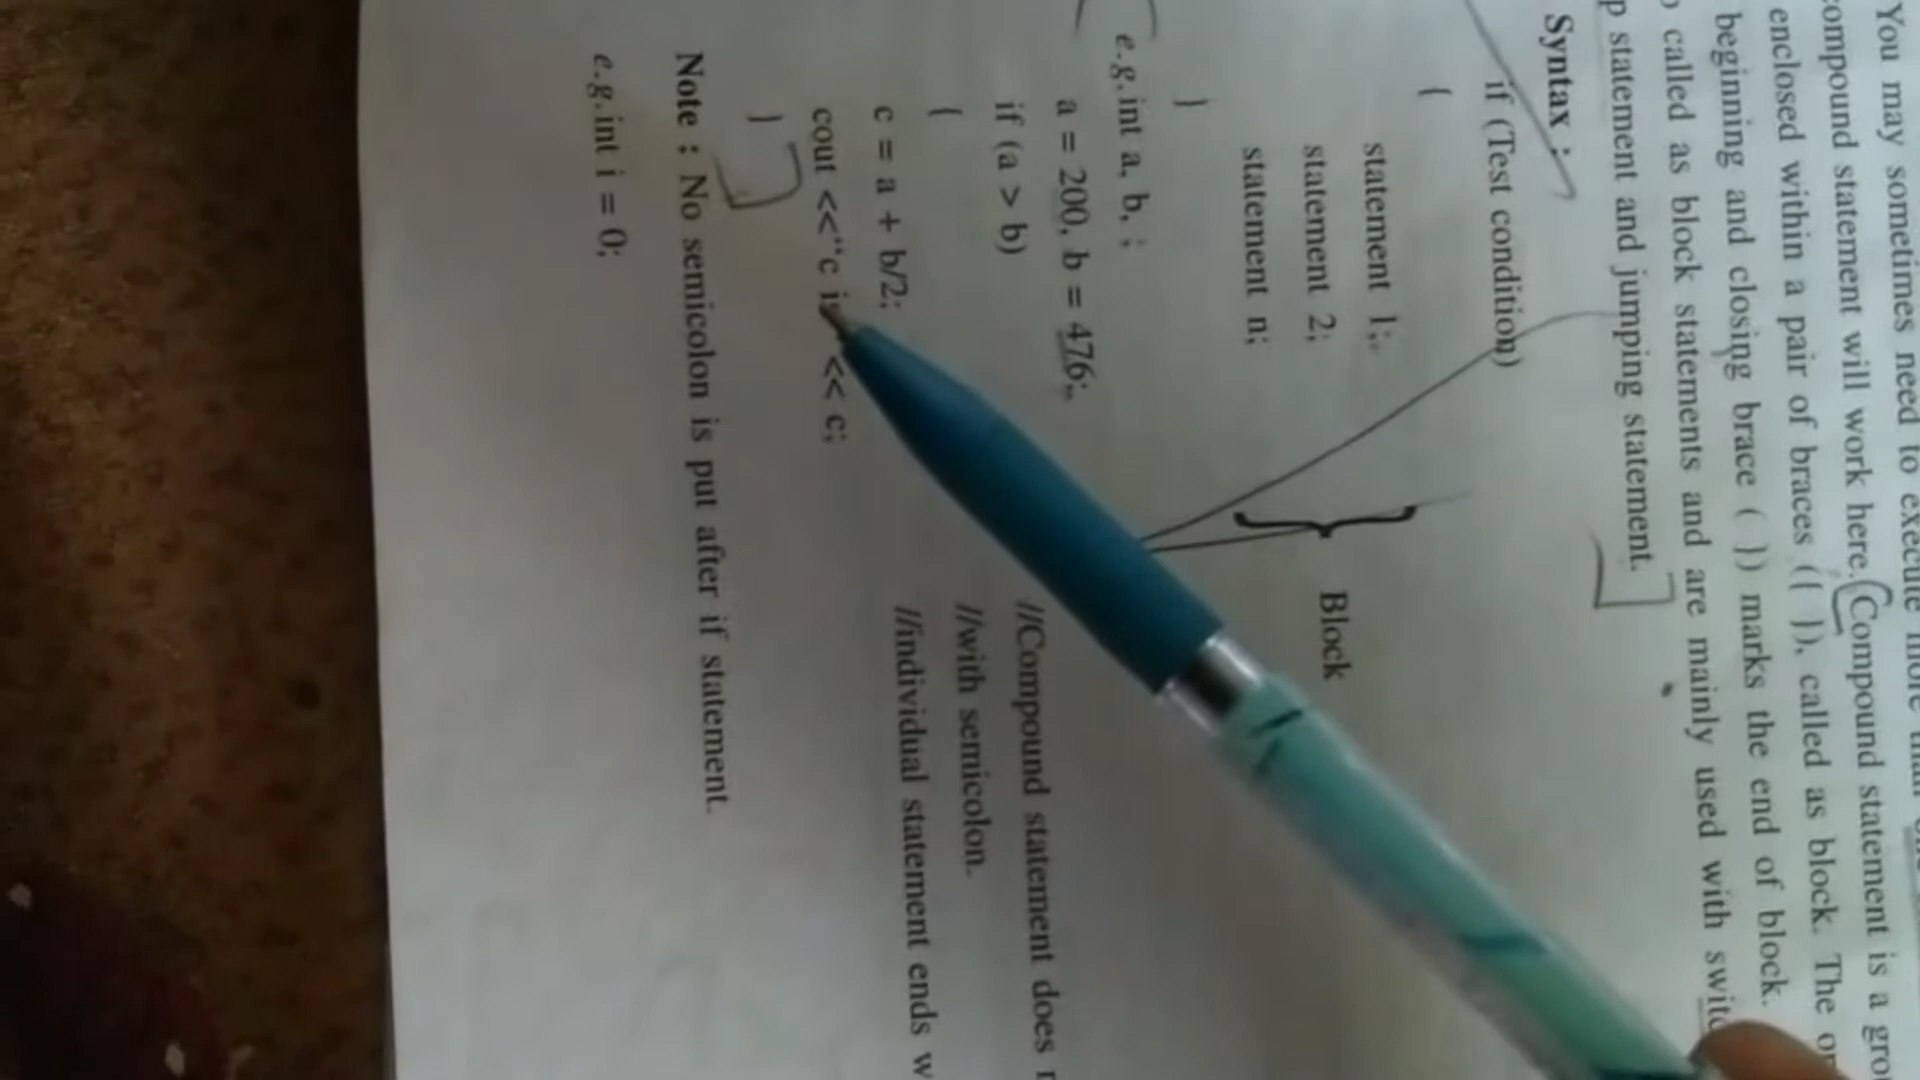 You may sometimes need to execute more than
compound statement will work here. Compound statement is a
enclosed within a pair of braces ({ }), called as block. The
beginning and closing brace ( } ) marks the end of block.
called as block statements and are mainly used with
statement and jumping statement.
Syntax :
if (Test condition)
{
statement 1;
statement 2; Block
statement n;
}
e.g. int a, b, ;
a = 200, b = 476;
if (a > b) //Compound statement does
{ //with semicolon.
c = a + b/2; //individual statement ends
cout <<“c is << c;
}
Note : No semicolon is put after if statement.
e.g. int i = 0;